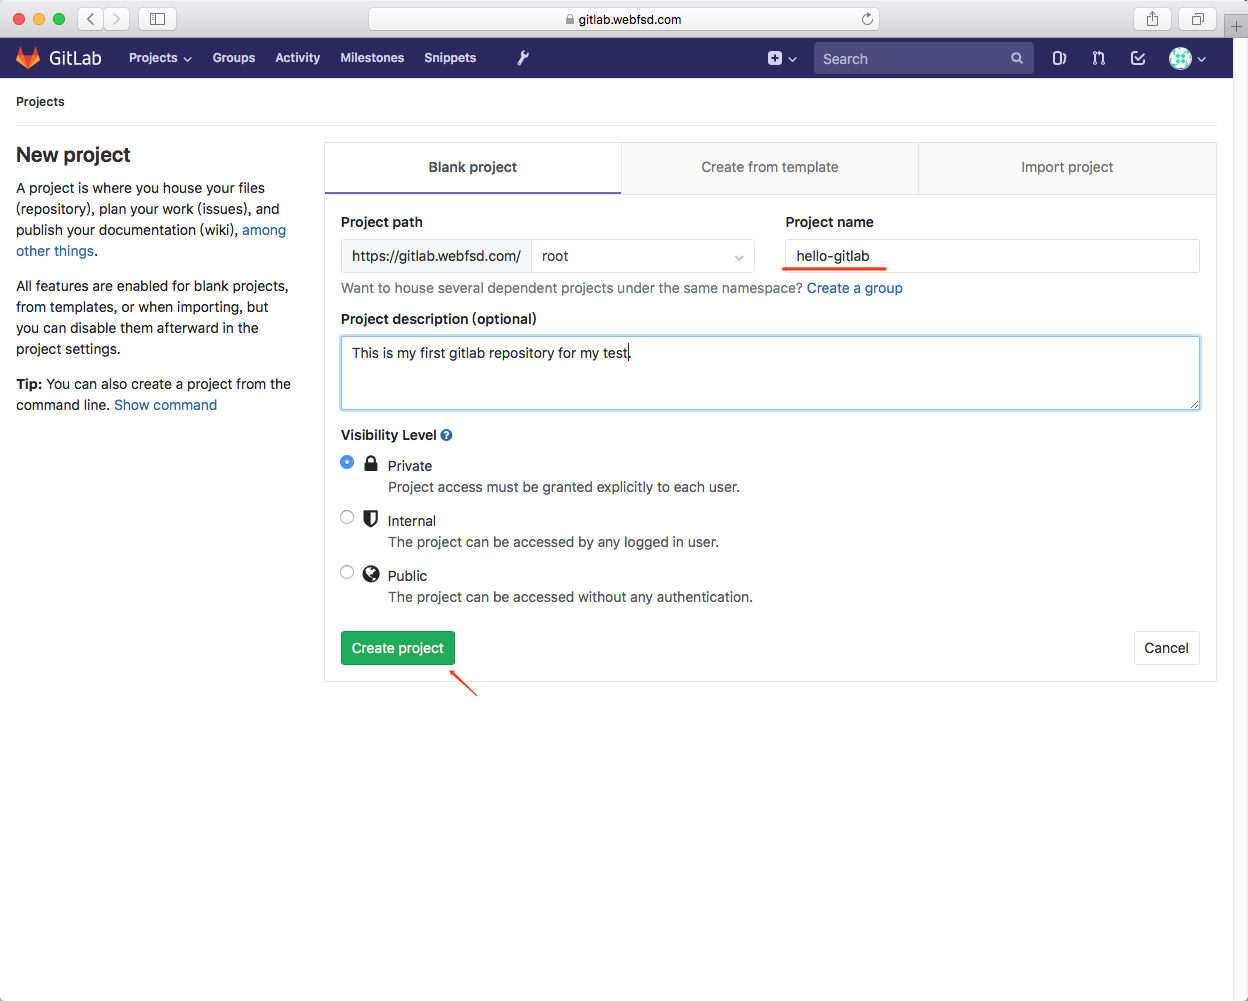 gitlab.webfsd.com
GitLab Projects Groups Activity Milestones Snippets Search
Projects
New project
A project is where you house your files
(repository), plan your work (issues), and
publish your documentation (wiki), among
other things.
All features are enabled for blank projects,
from templates, or when importing, but
you can disable them afterward in the
project settings.
Tip: You can also create a project from the
command line. Show command
Blank project Create from template Import project
Project path Project name
https://gitlab.webfsd.com/ root hello-gitlab
Want to house several dependent projects under the same namespace? Create a group
Project description (optional)
This is my first gitlab repository for my test.
Visibility Level ?
Private
Project access must be granted explicitly to each user.
Internal
The project can be accessed by any logged in user.
Public
The project can be accessed without any authentication.
Create project Cancel